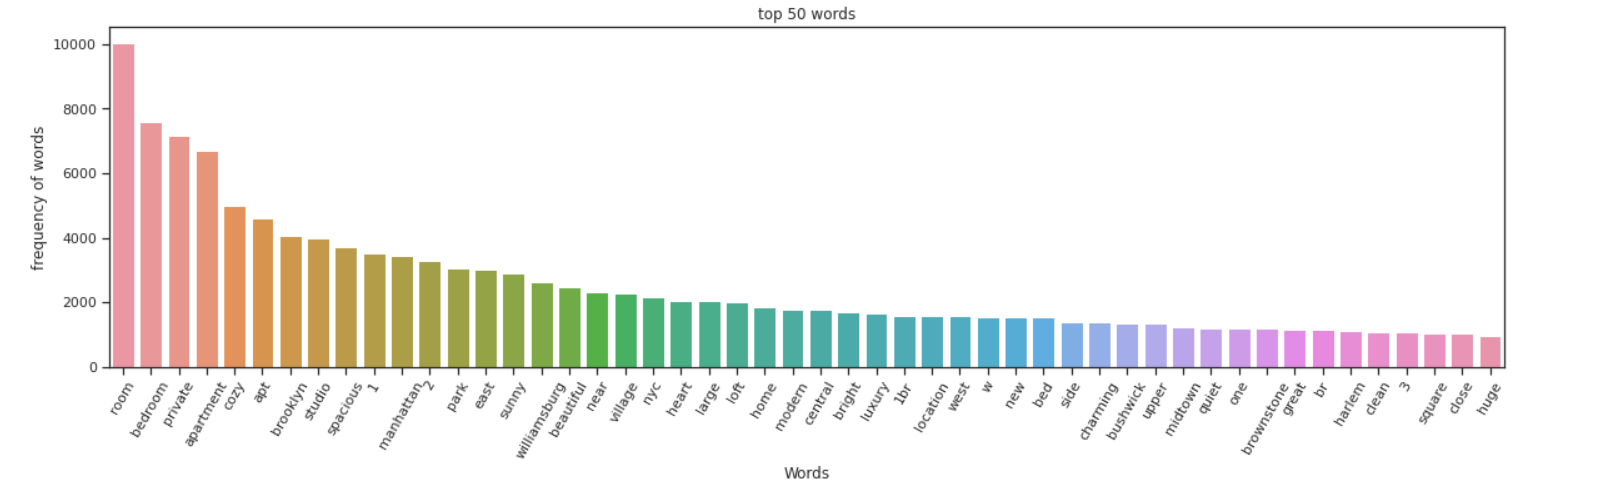 top 50 words
frequency of words
10000
8000
6000
4000
2000
0
room
bedroom
private
apartment
cozy
apt
brooklyn
studio
spacious
1
manhattan
2
park
east
sunny
williamsburg
beautiful
near
village
nyc
heart
large
loft
home
modern
central
bright
luxury
1br
location
west
w
new
bed
side
charming
bushwick
upper
midtown
quiet
one
brownstone
great
br
harlem
clean
3
square
close
huge
Words